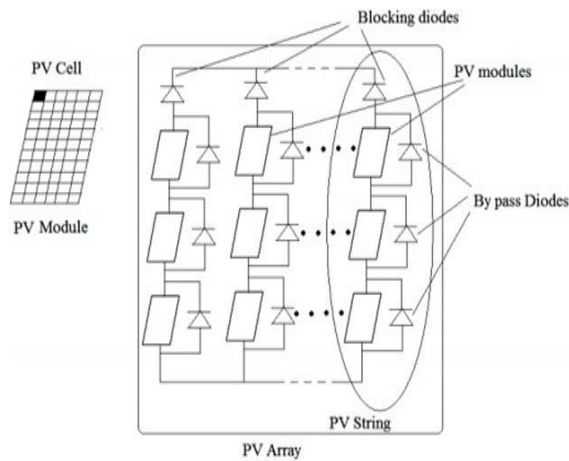 Blocking diodes
PV Cell
PV modules
By pass Diodes
PV Module
PV String
PV Array